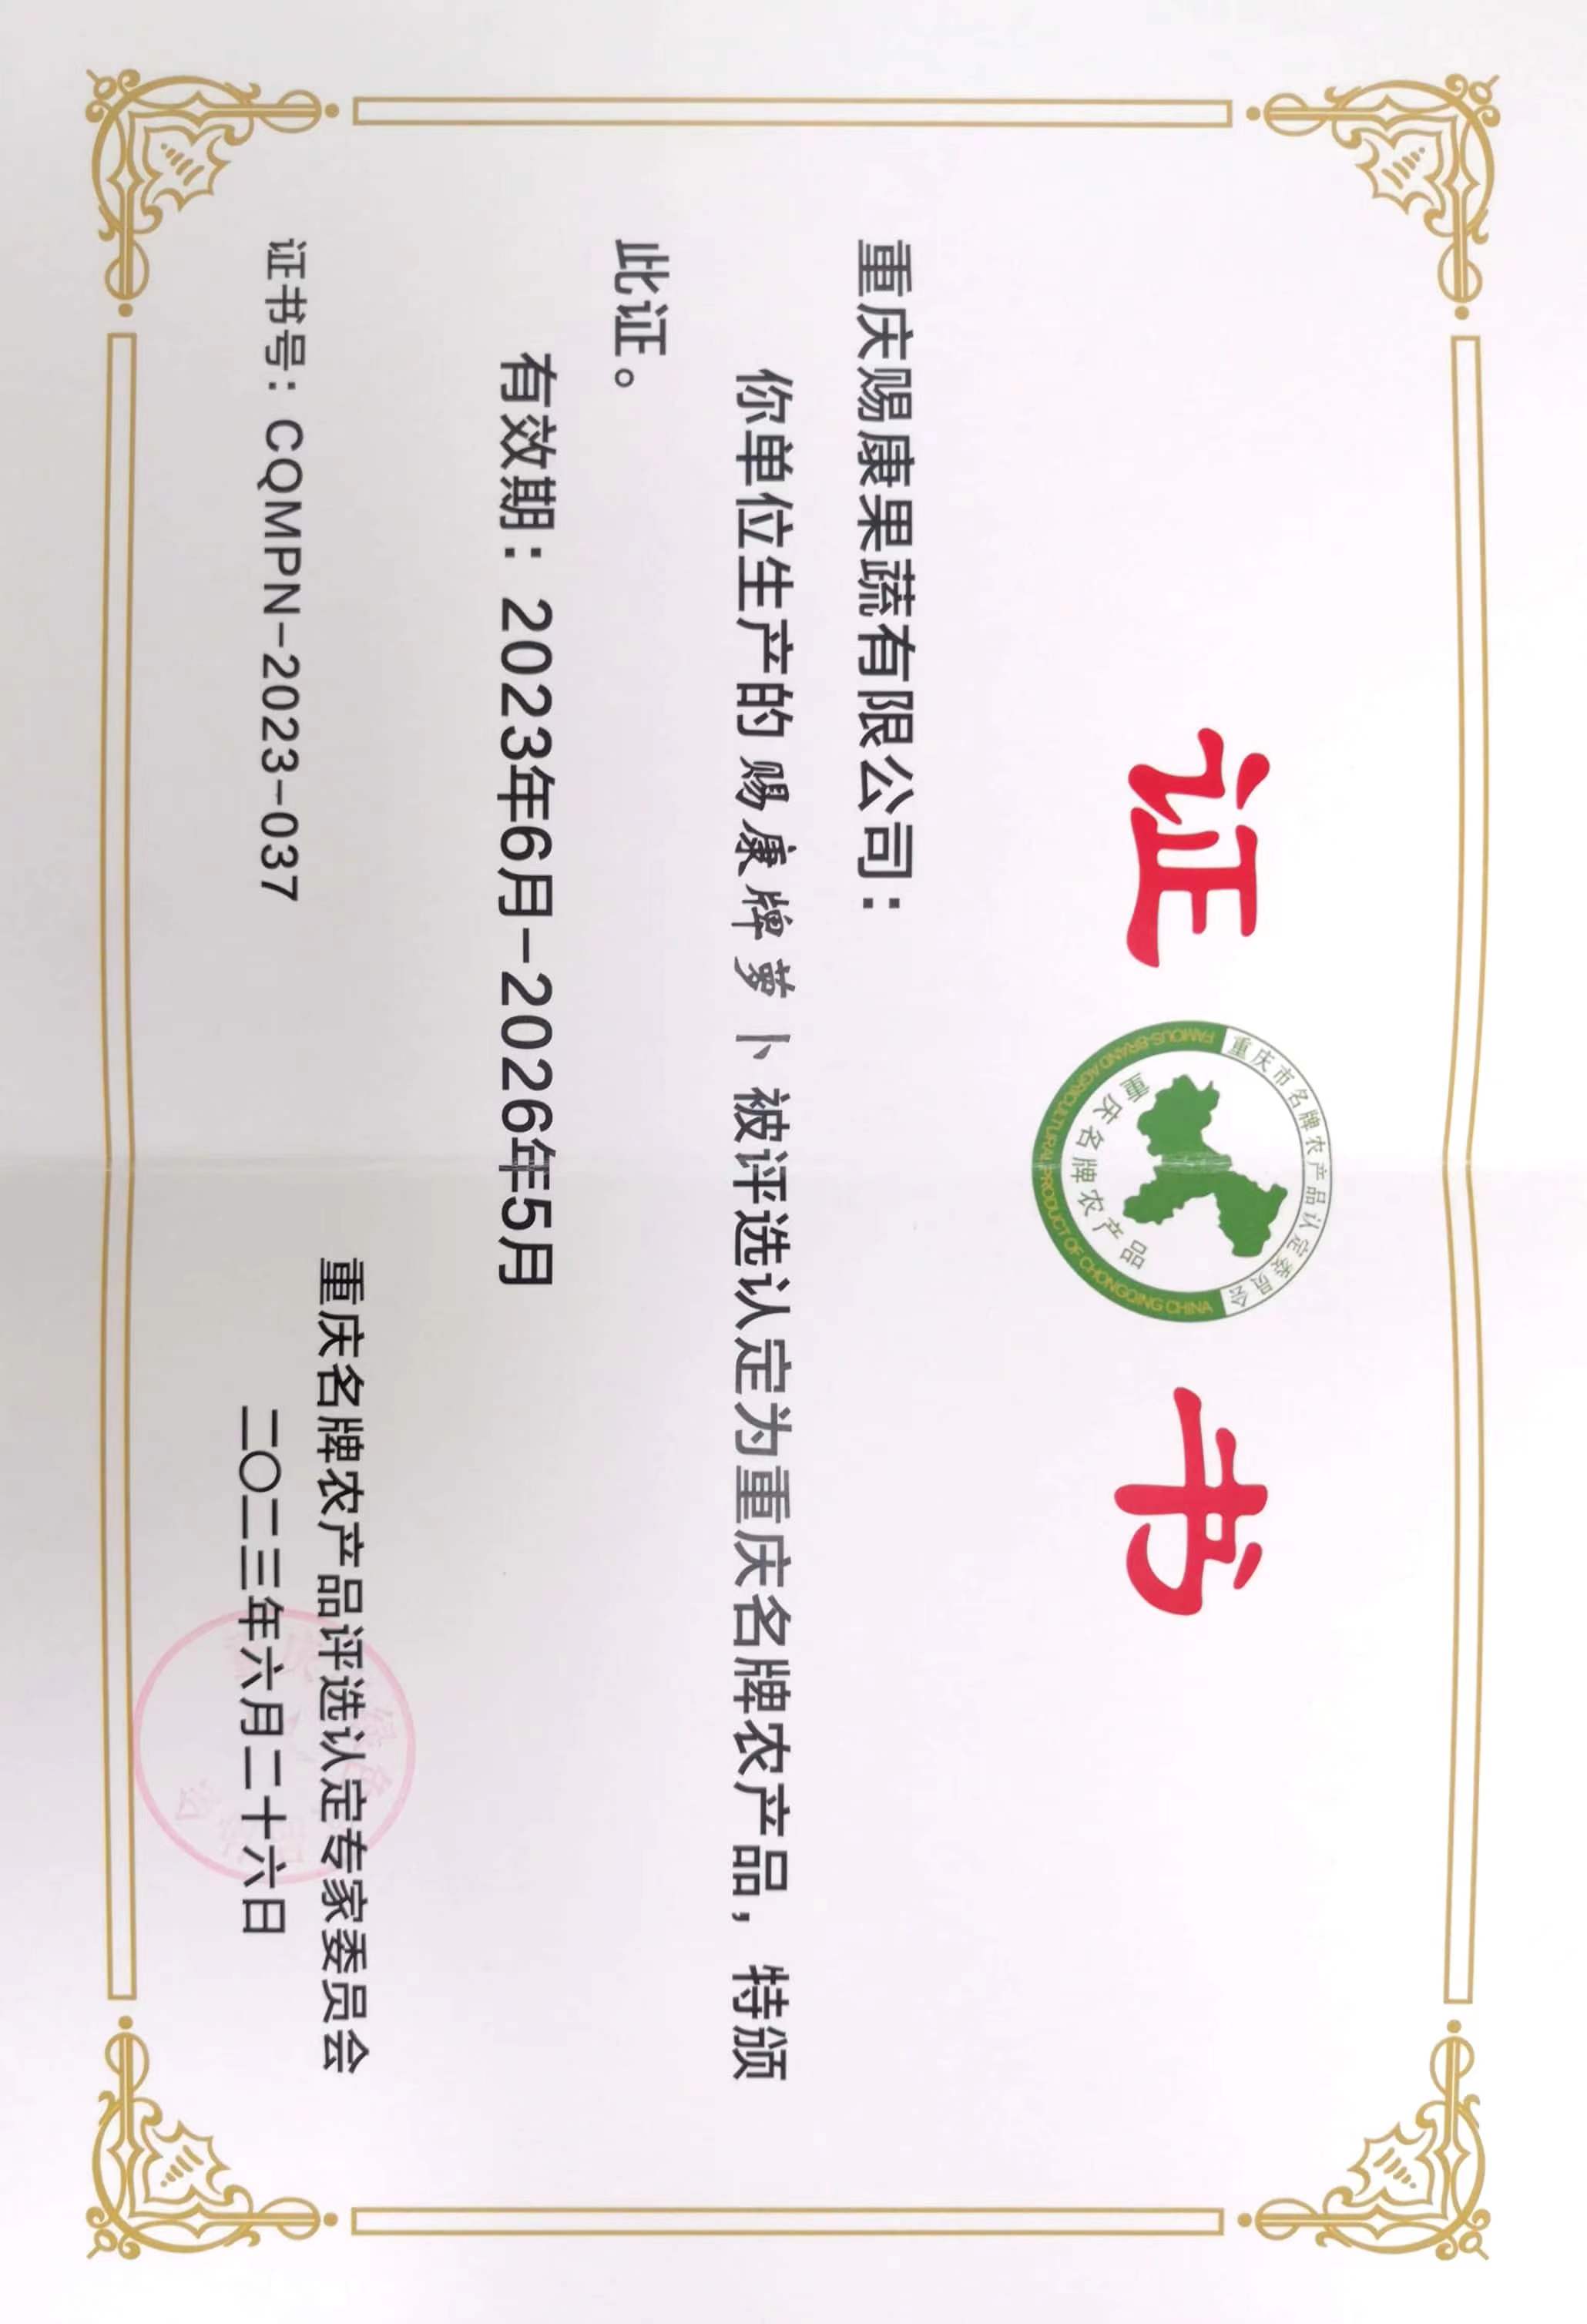 证 书
重庆市名牌农产品认定委员会
重庆名牌农产品
FAMOUS-BRAND AGRICULTURAL PRODUCT OF CHONGQING CHINA
重庆赐康果蔬有限公司：
你单位生产的赐康牌萝卜被评选认定为重庆名牌农产品，特颁
此证。
有效期：2023年6月-2026年5月
重庆名牌农产品评选认定专家委员会
证书号：CQMPN-2023-037
二〇二三年六月二十六日